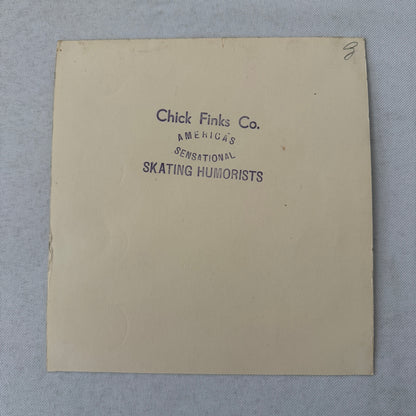 Chick Finks Co.
AMERICA'S
SENSATIONAL
SKATING HUMORISTS